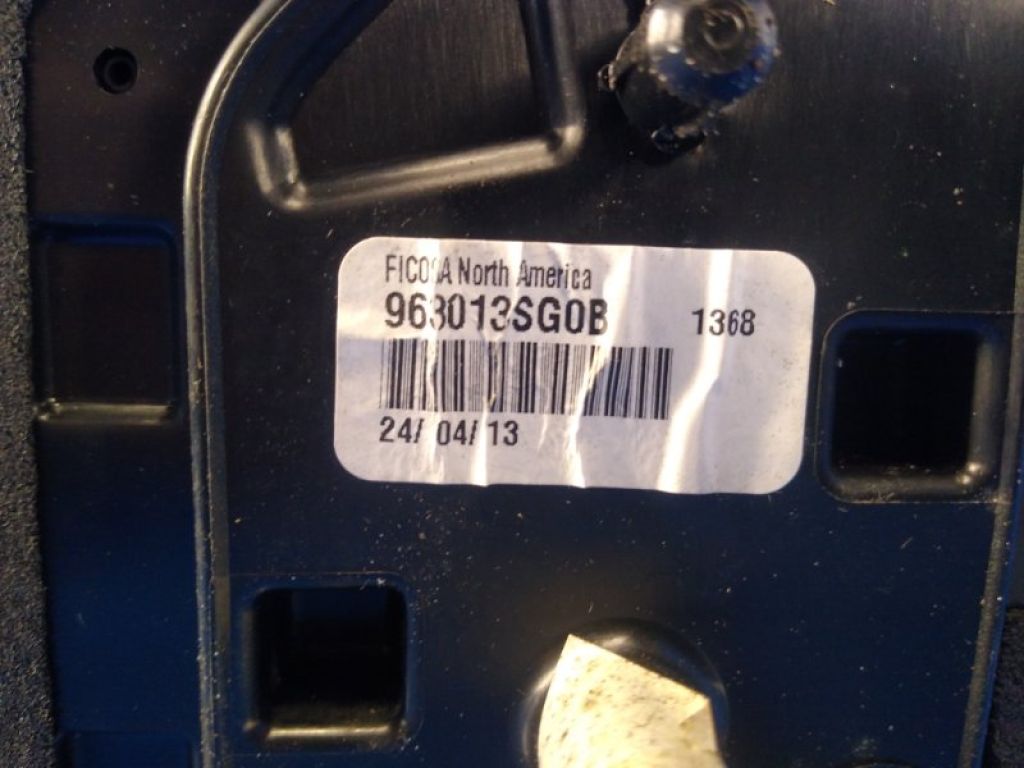 FICOSA North America
963013SG0B 1368
24/ 04/ 13